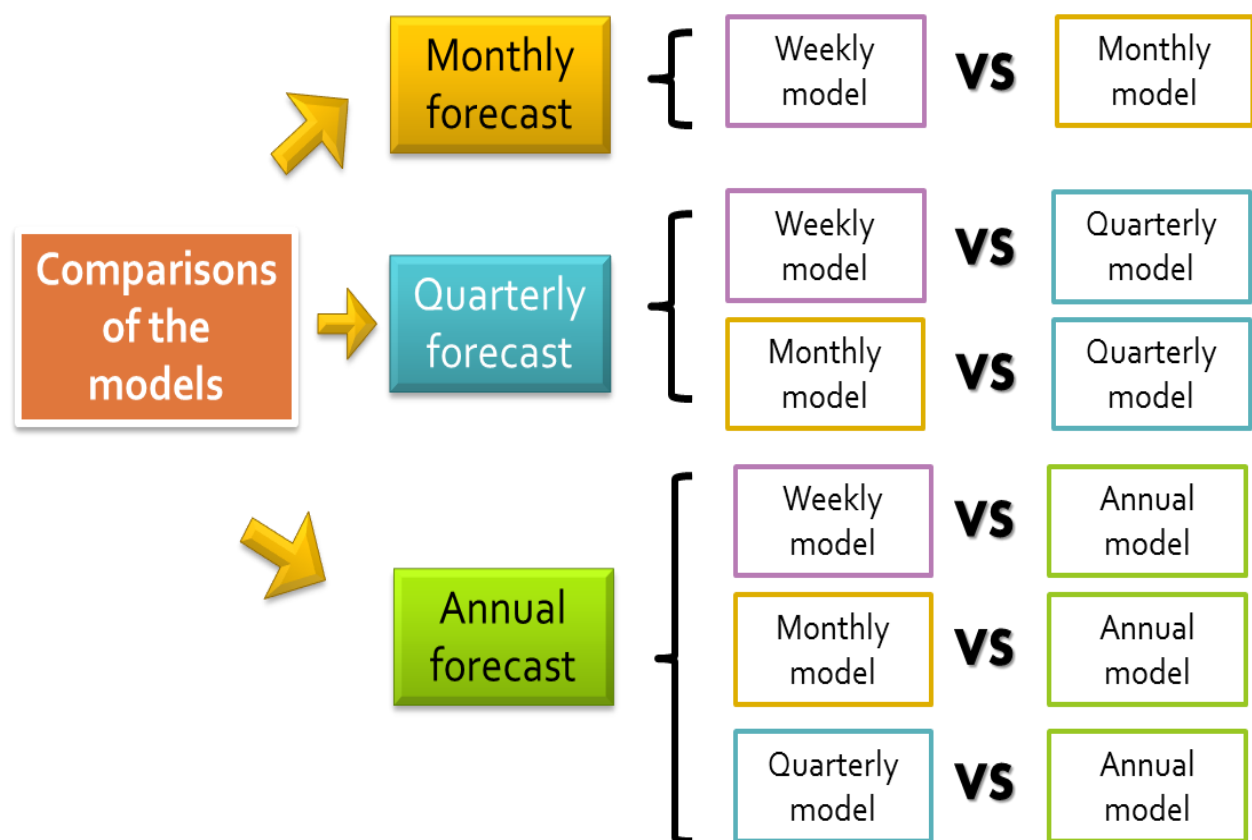 Monthly
forecast
Weekly
model
VS
Monthly
model
Comparisons
of the
models
Quarterly
forecast
Weekly
model
VS
Quarterly
model
Monthly
model
VS
Quarterly
model
Annual
forecast
Weekly
model
VS
Annual
model
Monthly
model
VS
Annual
model
Quarterly
model
VS
Annual
model